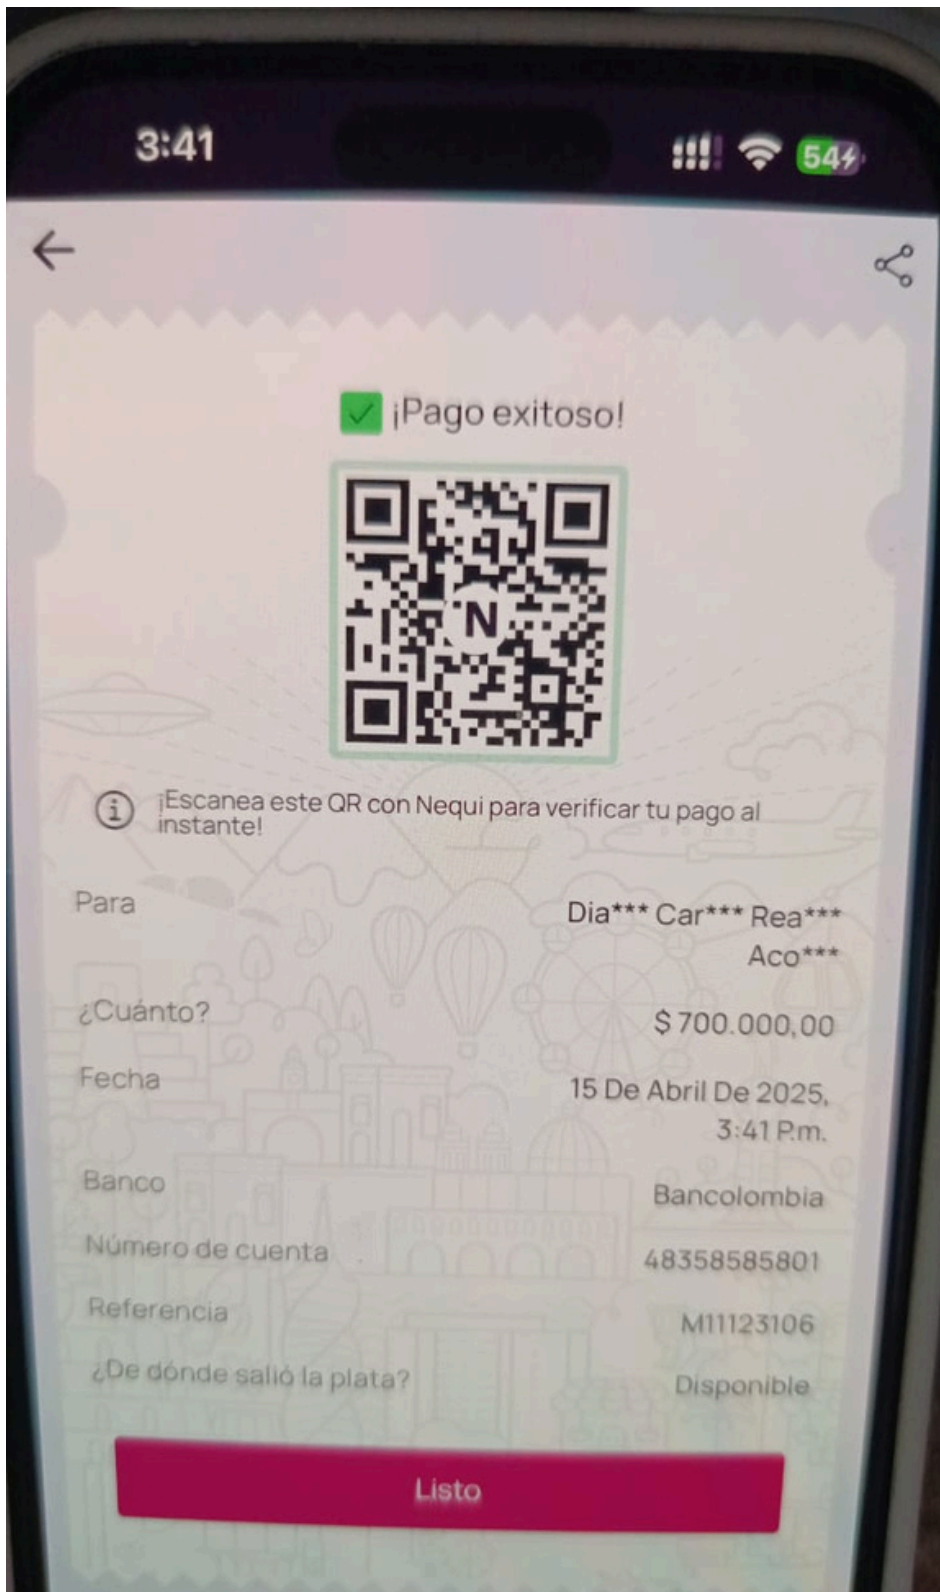 3:41
54
¡Pago exitoso!
N
¡Escanea este QR con Nequi para verificar tu pago al
instante!
Para
Dia*** Car*** Rea***
Aco***
¿Cuánto?
$ 700.000,00
Fecha
15 De Abril De 2025,
3:41 P.m.
Banco
Bancolombia
Número de cuenta
48358585801
Referencia
M11123106
¿De dónde salió la plata?
Disponible
Listo